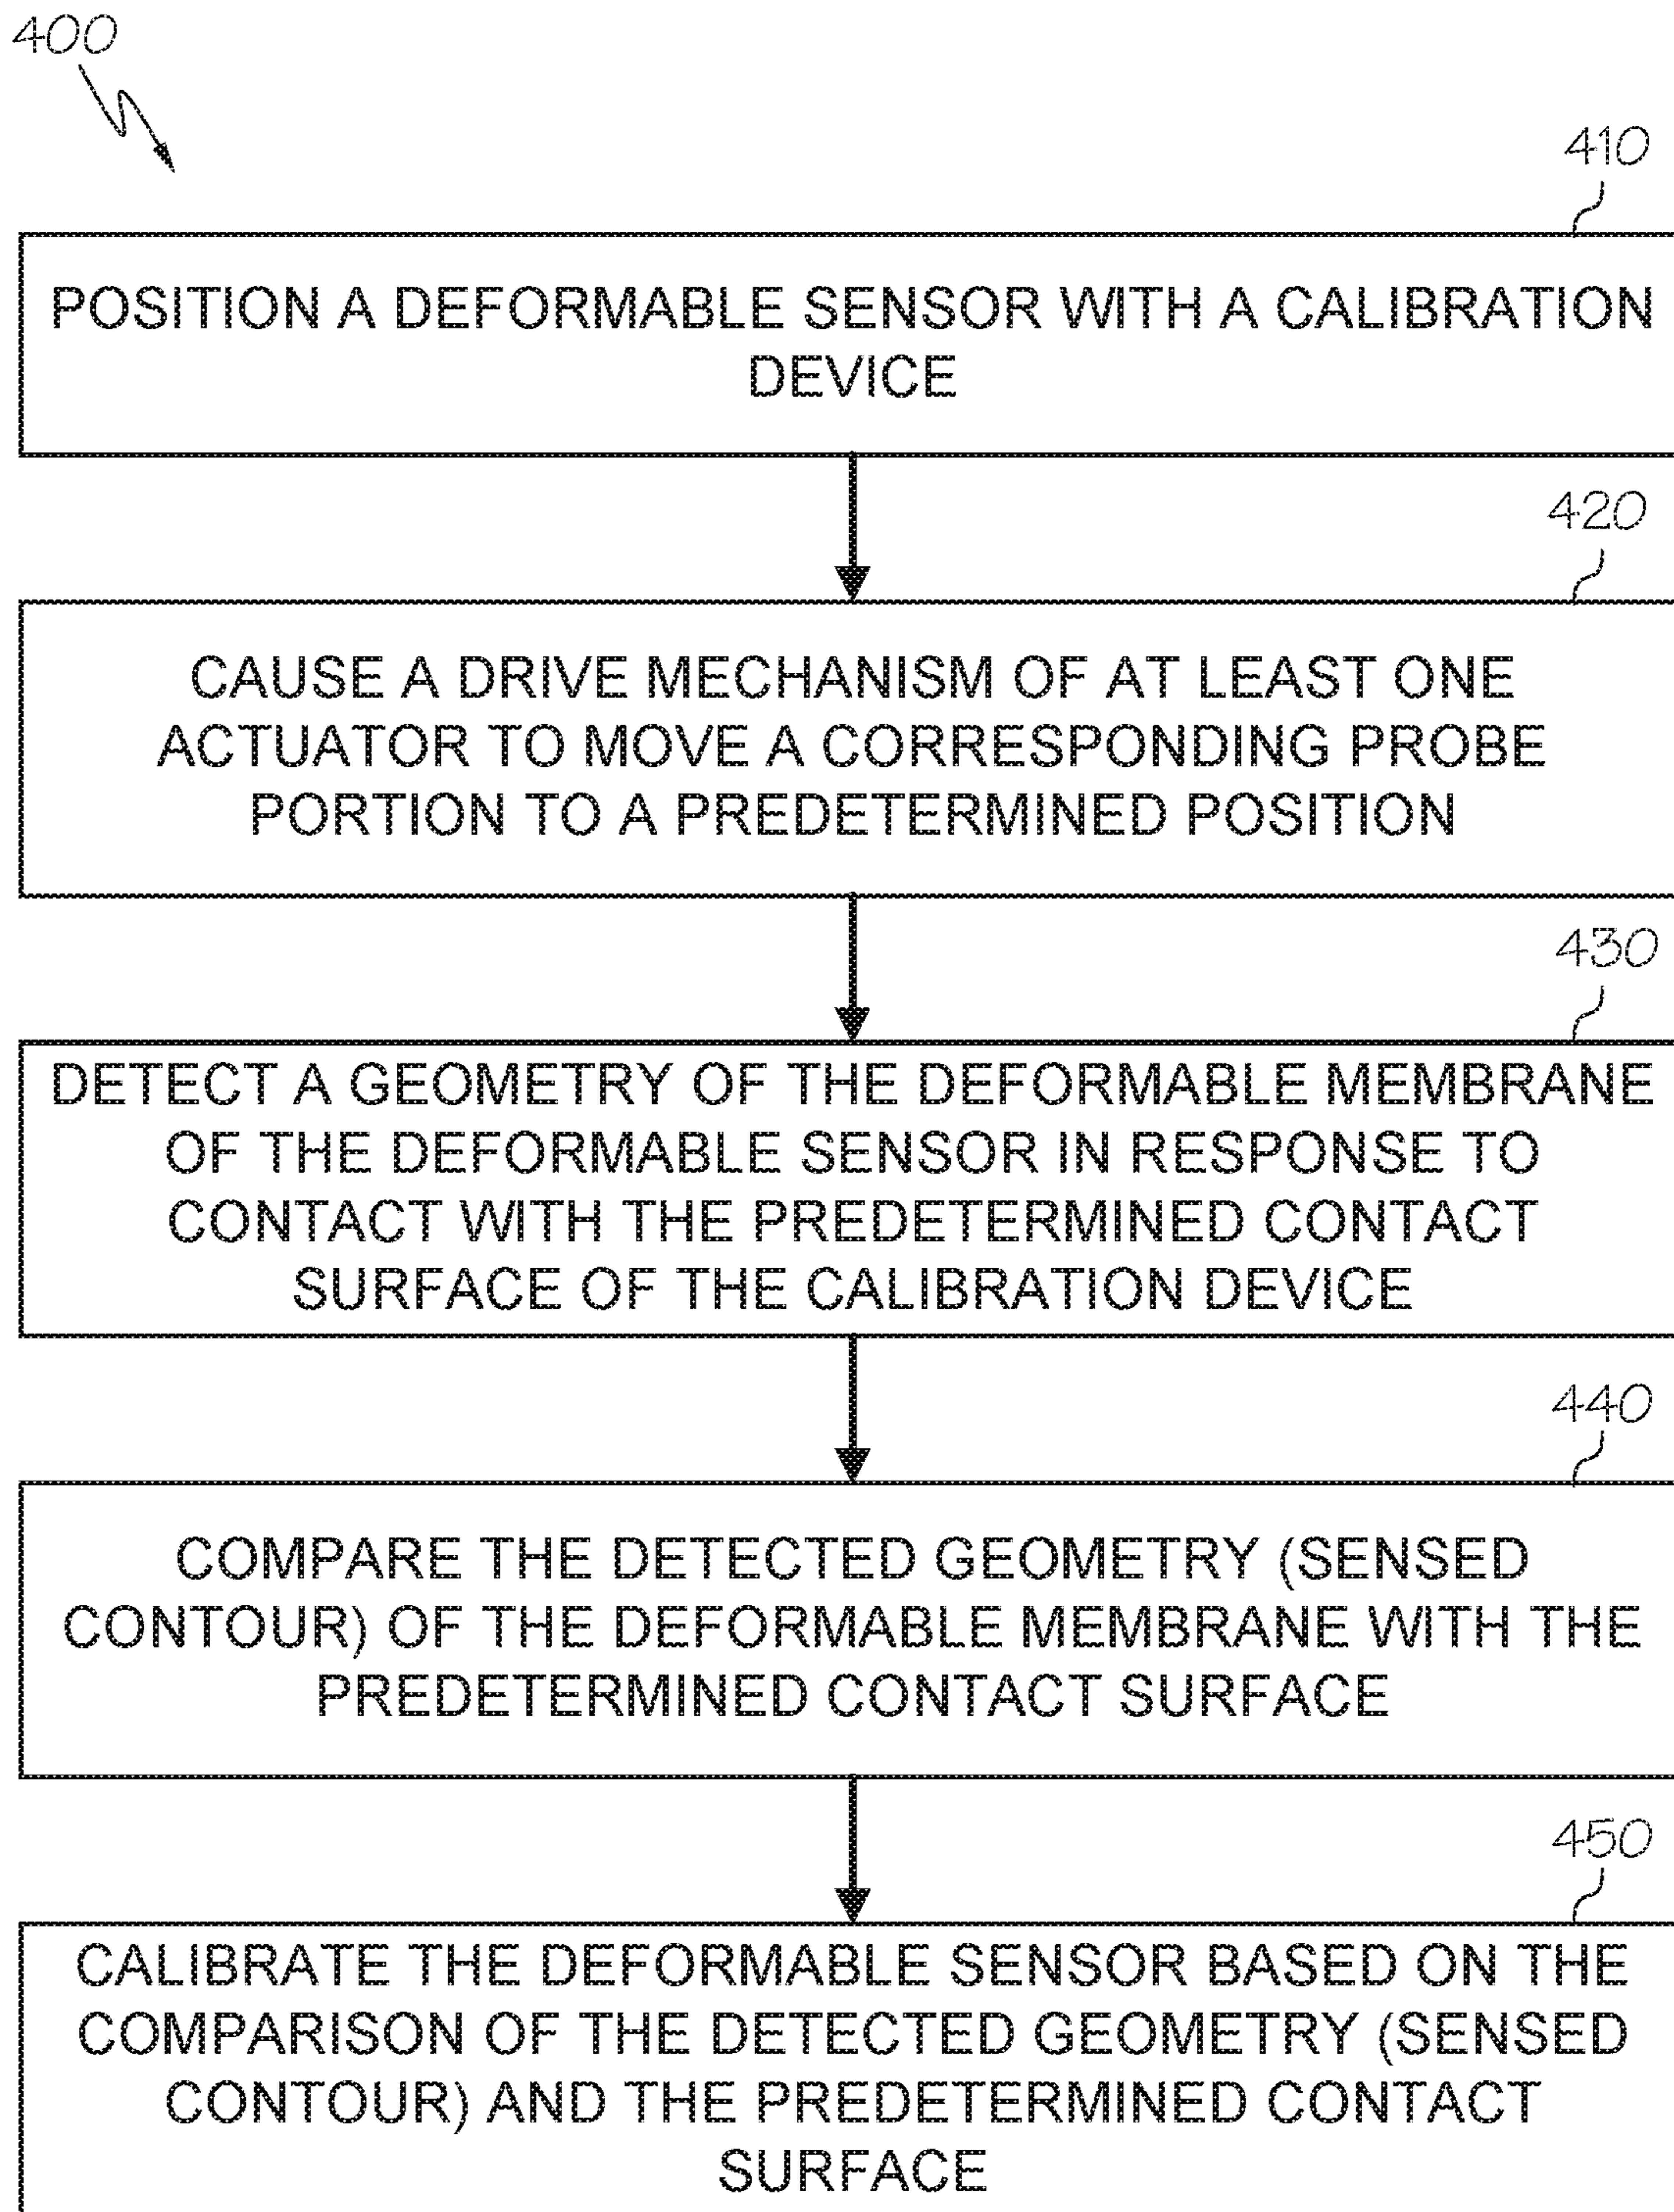 400
410
POSITION A DEFORMABLE SENSOR WITH A CALIBRATION
DEVICE
420
CAUSE A DRIVE MECHANISM OF AT LEAST ONE
ACTUATOR TO MOVE A CORRESPONDING PROBE
PORTION TO A PREDETERMINED POSITION
430
DETECT A GEOMETRY OF THE DEFORMABLE MEMBRANE
OF THE DEFORMABLE SENSOR IN RESPONSE TO
CONTACT WITH THE PREDETERMINED CONTACT
SURFACE OF THE CALIBRATION DEVICE
440
COMPARE THE DETECTED GEOMETRY (SENSED
CONTOUR) OF THE DEFORMABLE MEMBRANE WITH THE
PREDETERMINED CONTACT SURFACE
450
CALIBRATE THE DEFORMABLE SENSOR BASED ON THE
COMPARISON OF THE DETECTED GEOMETRY (SENSED
CONTOUR) AND THE PREDETERMINED CONTACT
SURFACE